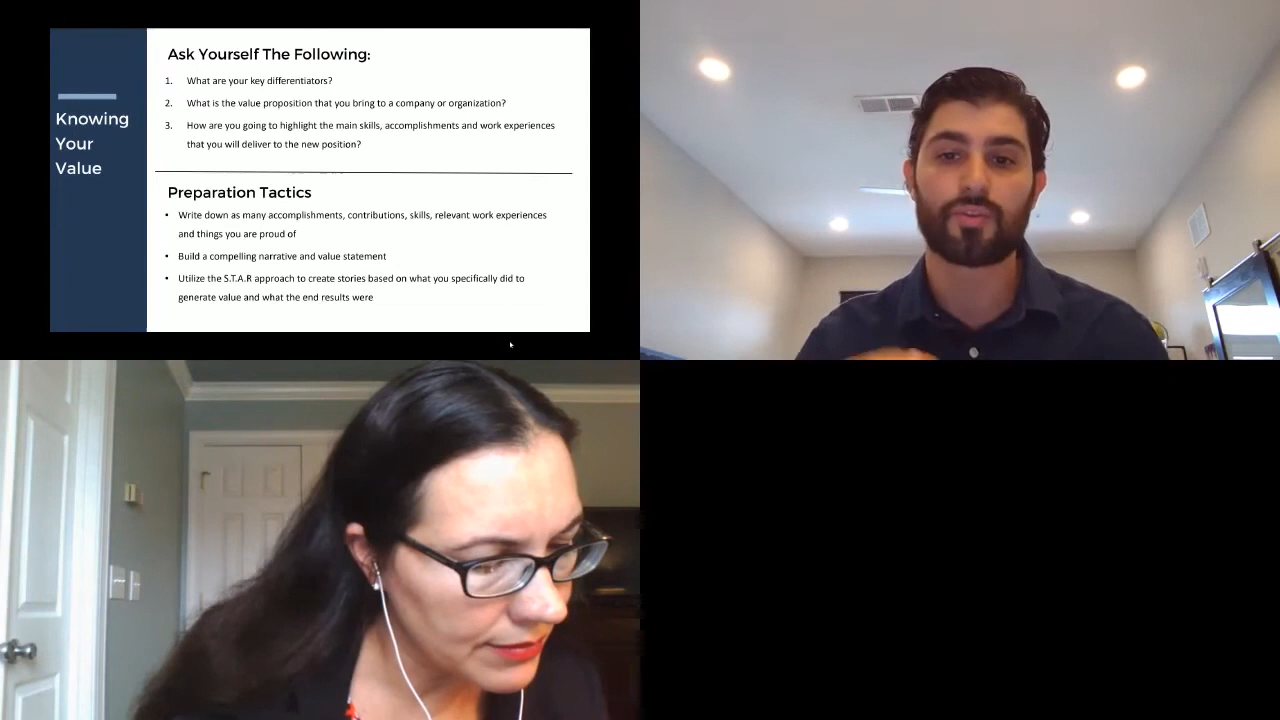 Knowing
Your
Value
Ask Yourself The Following:
1. What are your key differentiators?
2. What is the value proposition that you bring to a company or organization?
3. How are you going to highlight the main skills, accomplishments and work experiences
that you will deliver to the new position?
Preparation Tactics
• Write down as many accomplishments, contributions, skills, relevant work experiences
and things you are proud of
• Build a compelling narrative and value statement
• Utilize the S.T.A.R approach to create stories based on what you specifically did to
generate value and what the end results were